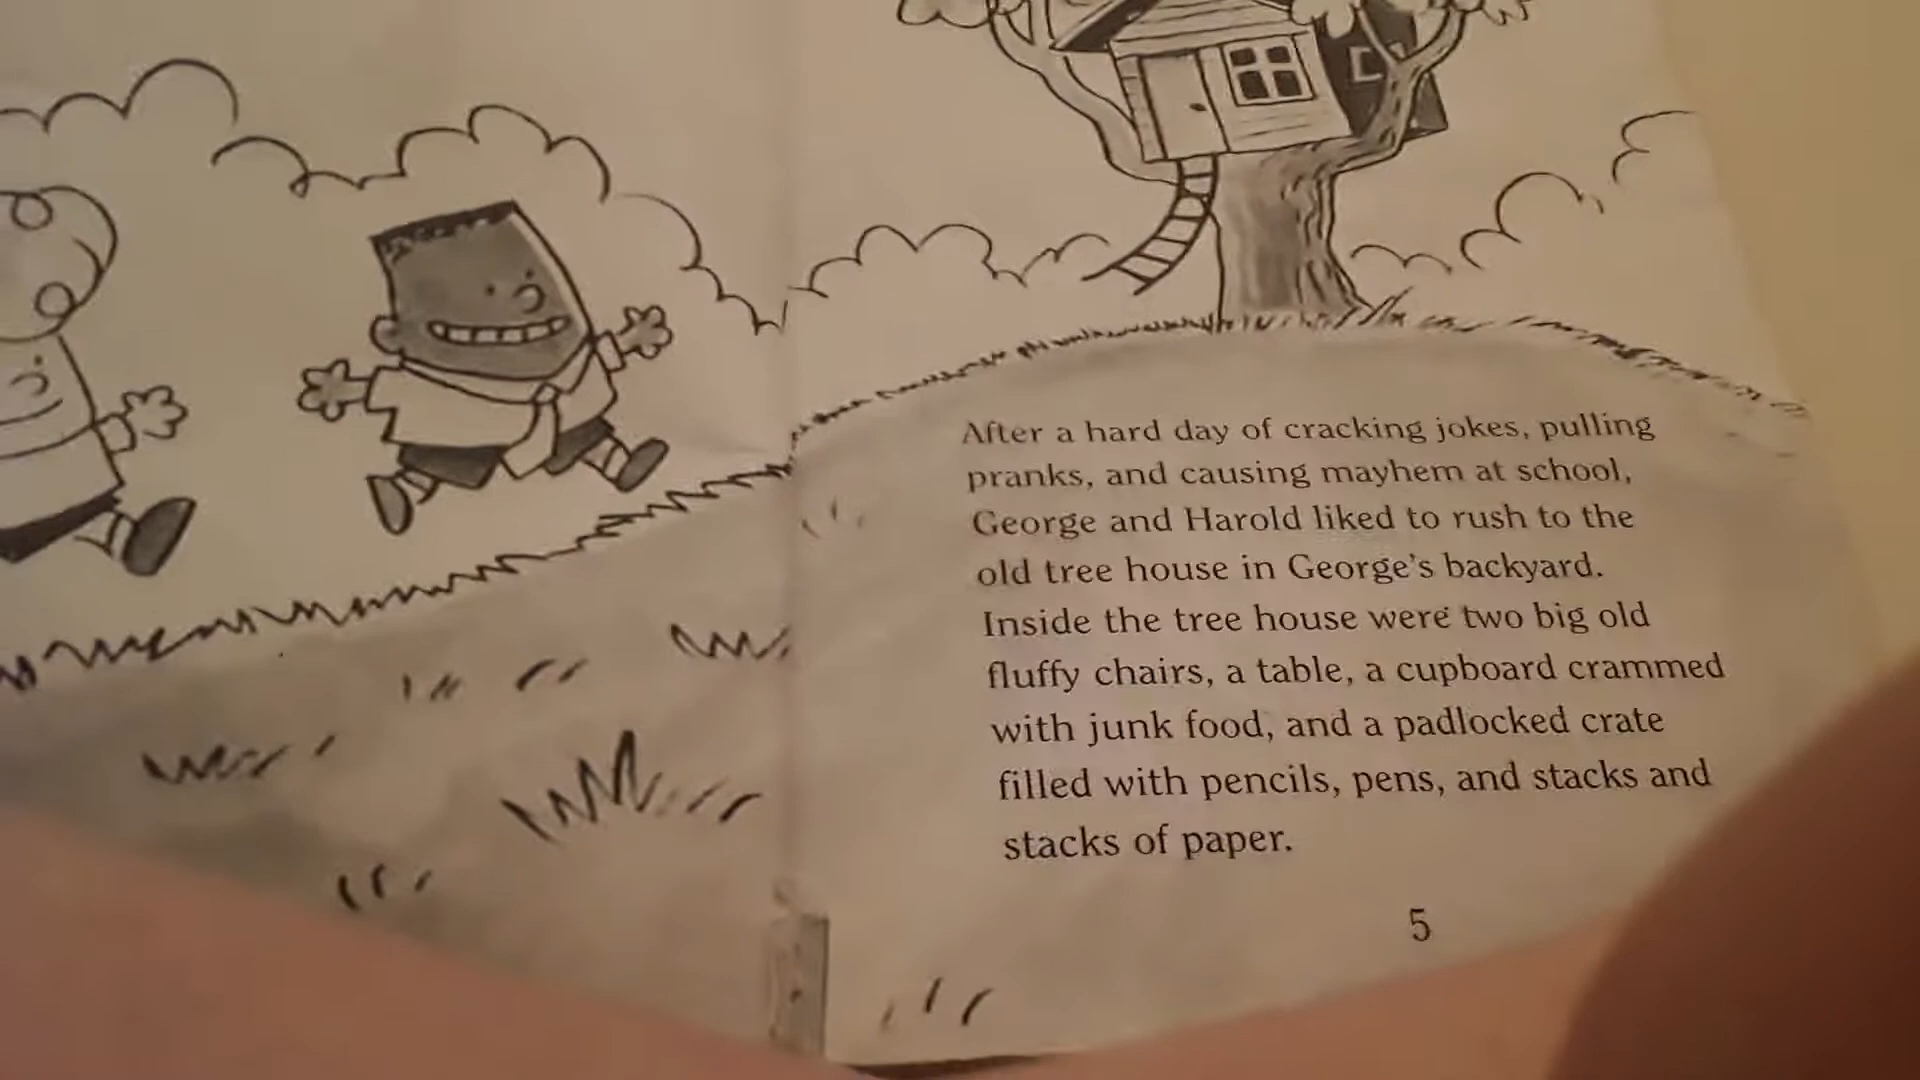 After a hard day of cracking jokes, pulling
pranks, and causing mayhem at school,
George and Harold liked to rush to the
old tree house in George's backyard.
Inside the tree house were two big old
fluffy chairs, a table, a cupboard crammed
with junk food, and a padlocked crate
filled with pencils, pens, and stacks and
stacks of paper.
5